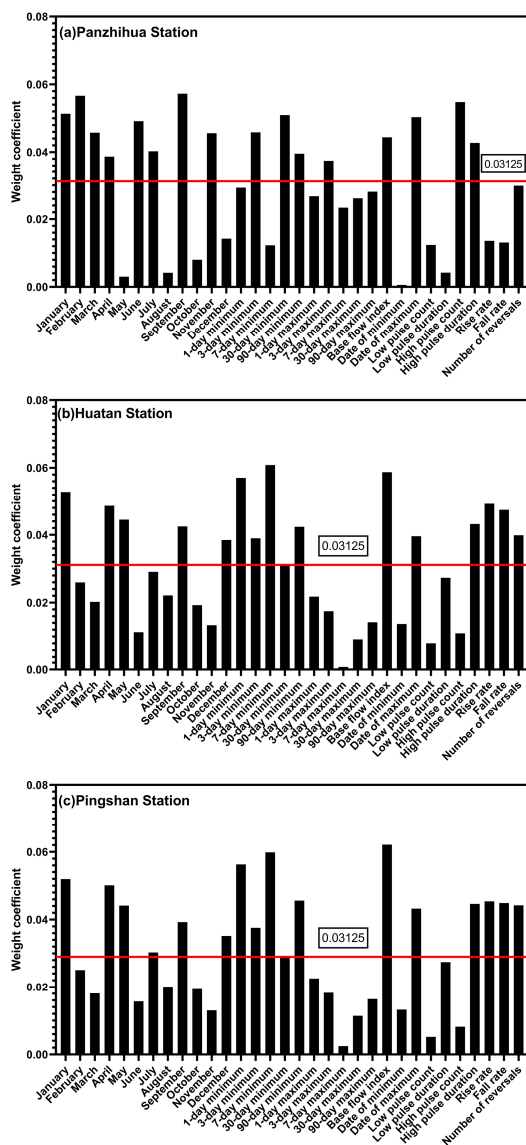 (a)Panzhihua Station
Weight coefficient
0.08
0.06
0.04
0.02
0.00
0.03125
January
February
March
April
May
June
July
August
September
October
November
December
1-day minimum
3-day minimum
7-day minimum
30-day minimum
90-day minimum
1-day maximum
3-day maximum
7-day maximum
30-day maximum
90-day maximum
Base flow index
Date of minimum
Date of maximum
Low pulse count
Low pulse duration
High pulse count
High pulse duration
Rise rate
Fall rate
Number of reversals
(b)Huatan Station
Weight coefficient
0.08
0.06
0.04
0.02
0.00
0.03125
January
February
March
April
May
June
July
August
September
October
November
December
1-day minimum
3-day minimum
7-day minimum
30-day minimum
90-day minimum
1-day maximum
3-day maximum
7-day maximum
30-day maximum
90-day maximum
Base flow index
Date of minimum
Date of maximum
Low pulse count
Low pulse duration
High pulse count
High pulse duration
Rise rate
Fall rate
Number of reversals
(c)Pingshan Station
Weight coefficient
0.08
0.06
0.04
0.02
0.00
0.03125
January
February
March
April
May
June
July
August
September
October
November
December
1-day minimum
3-day minimum
7-day minimum
30-day minimum
90-day minimum
1-day maximum
3-day maximum
7-day maximum
30-day maximum
90-day maximum
Base flow index
Date of minimum
Date of maximum
Low pulse count
Low pulse duration
High pulse count
High pulse duration
Rise rate
Fall rate
Number of reversals